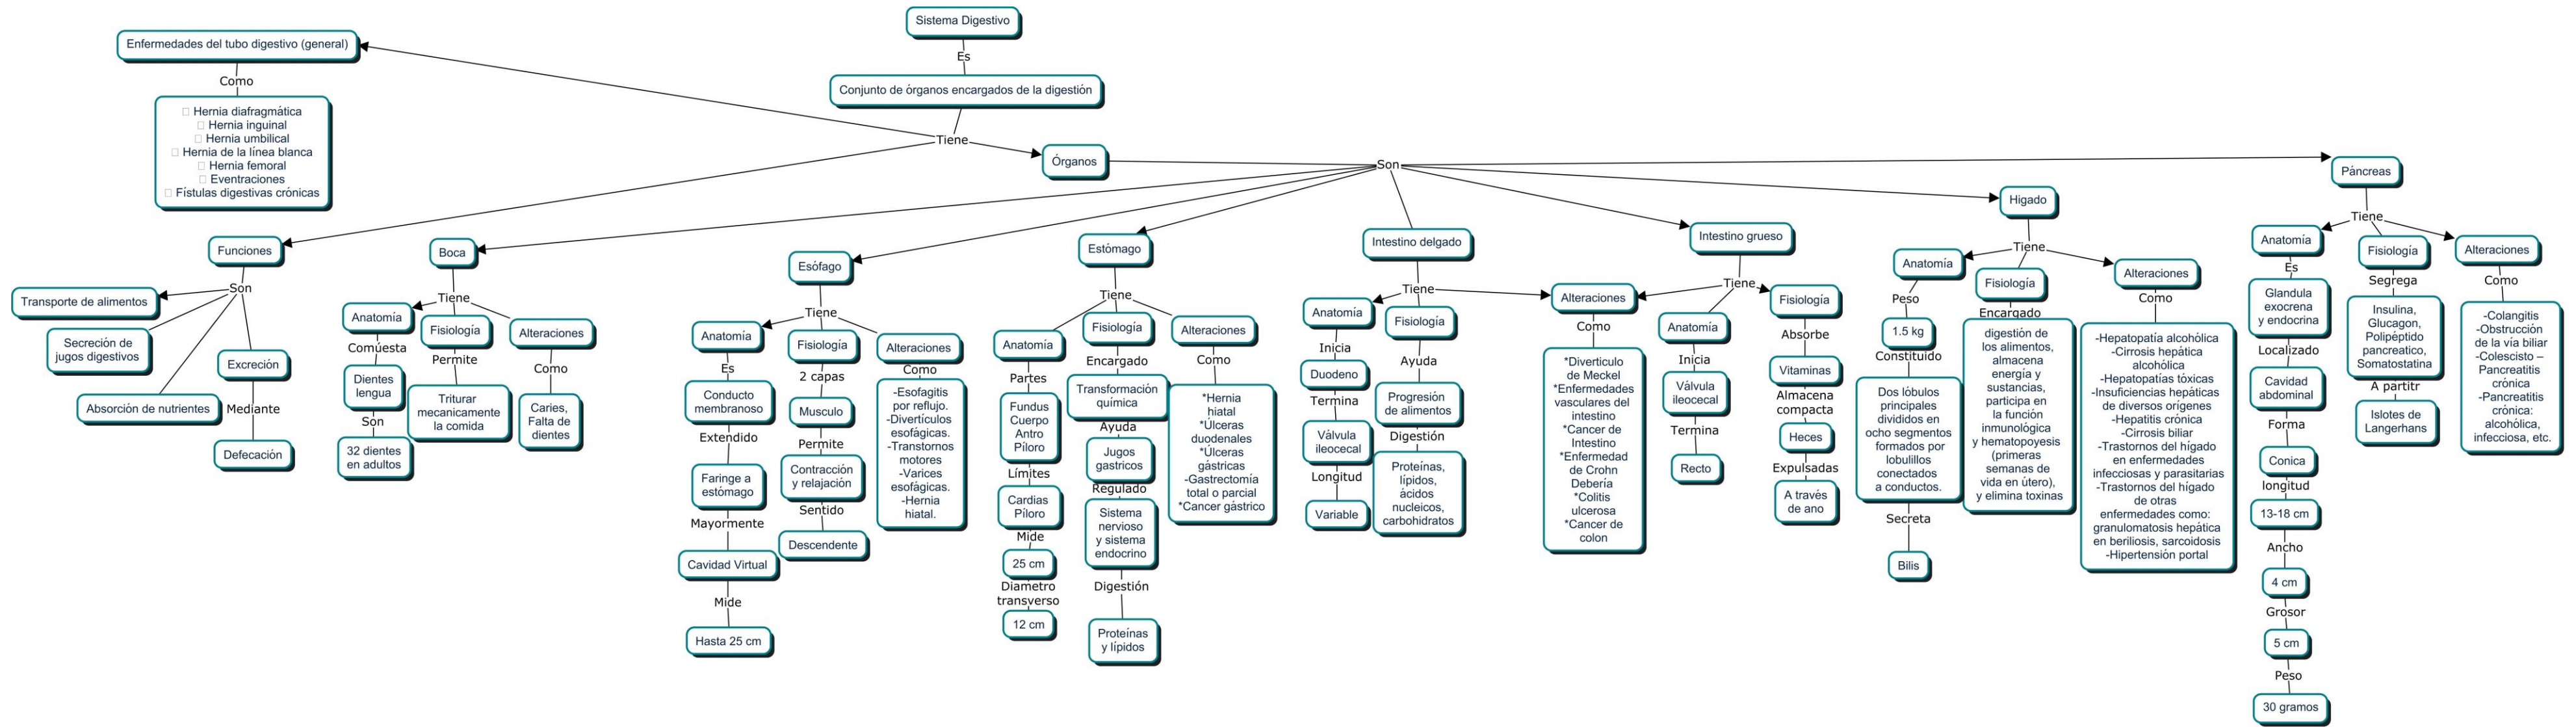 Sistema Digestivo
Es
Conjunto de órganos encargados de la digestión
Tiene
Enfermedades del tubo digestivo (general)
Como
Hernia diafragmática
Hernia inguinal
Hernia umbilical
Hernia de la línea blanca
Hernia femoral
Eventraciones
Fístulas digestivas crónicas
Funciones
Son
Transporte de alimentos
Secreción de
jugos digestivos
Absorción de nutrientes
Excreción
Mediante
Defecación
Órganos
Son
Boca
Tiene
Anatomía
Comúesta
Dientes
lengua
Son
32 dientes
en adultos
Fisiología
Permite
Triturar
mecanicamente
la comida
Alteraciones
Como
Caries,
Falta de
dientes
Esófago
Tiene
Anatomía
Es
Conducto
membranoso
Extendido
Faringe a
estómago
Mayormente
Cavidad Virtual
Mide
Hasta 25 cm
Fisiología
2 capas
Musculo
Permite
Contracción
y relajación
Sentido
Descendente
Alteraciones
Como
-Esofagitis
por reflujo.
-Divertículos
esofágicas.
-Transtornos
motores
-Varices
esofágicas.
-Hernia
hiatal.
Estómago
Tiene
Anatomía
Partes
Fundus
Cuerpo
Antro
Píloro
Límites
Cardias
Píloro
Mide
25 cm
Diametro
transverso
12 cm
Fisiología
Encargado
Transformación
química
Ayuda
Jugos
gastricos
Regulado
Sistema
nervioso
y sistema
endocrino
Digestión
Proteínas
y lípidos
Alteraciones
Como
*Hernia
hiatal
*Úlceras
duodenales
*Úlceras
gástricas
-Gastrectomía
total o parcial
*Cancer gástrico
Intestino delgado
Tiene
Anatomía
Inicia
Duodeno
Termina
Válvula
ileocecal
Longitud
Variable
Fisiología
Ayuda
Progresión
de alimentos
Digestión
Proteínas,
lípidos,
ácidos
nucleicos,
carbohidratos
Alteraciones
Como
*Diverticulo
de Meckel
*Enfermedades
vasculares del
intestino
*Cancer de
Intestino
*Enfermedad
de Crohn
Debería
*Colitis
ulcerosa
*Cancer de
colon
Intestino grueso
Tiene
Anatomía
Inicia
Válvula
ileocecal
Termina
Recto
Fisiología
Absorbe
Vitaminas
Almacena
compacta
Heces
Expulsadas
A través
de ano
Higado
Tiene
Anatomía
Peso
1.5 kg
Constituido
Dos lóbulos
principales
divididos en
ocho segmentos
formados por
lobulillos
conectados
a conductos.
Secreta
Bilis
Fisiología
Encargado
digestión de
los alimentos,
almacena
energía y
sustancias,
participa en
la función
inmunológica
y hematopoyesis
(primeras
semanas de
vida en útero),
y elimina toxinas
Alteraciones
Como
-Hepatopatía alcohólica
-Cirrosis hepática
alcohólica
-Hepatopatías tóxicas
-Insuficiencias hepáticas
de diversos orígenes
-Hepatitis crónica
-Cirrosis biliar
-Trastornos del hígado
en enfermedades
infecciosas y parasitarias
-Trastornos del hígado
de otras
enfermedades como:
granulomatosis hepática
en beriliosis, sarcoidosis
-Hipertensión portal
Páncreas
Tiene
Anatomía
Es
Glandula
exocrena
y endocrina
Localizado
Cavidad
abdominal
Forma
Conica
longitud
13-18 cm
Ancho
4 cm
Grosor
5 cm
Peso
30 gramos
Fisiología
Segrega
Insulina,
Glucagon,
Polipéptido
pancreatico,
Somatostatina
A partitr
Islotes de
Langerhans
Alteraciones
Como
-Colangitis
-Obstrucción
de la vía biliar
-Colescisto –
Pancreatitis
crónica
-Pancreatitis
crónica:
alcohólica,
infecciosa, etc.